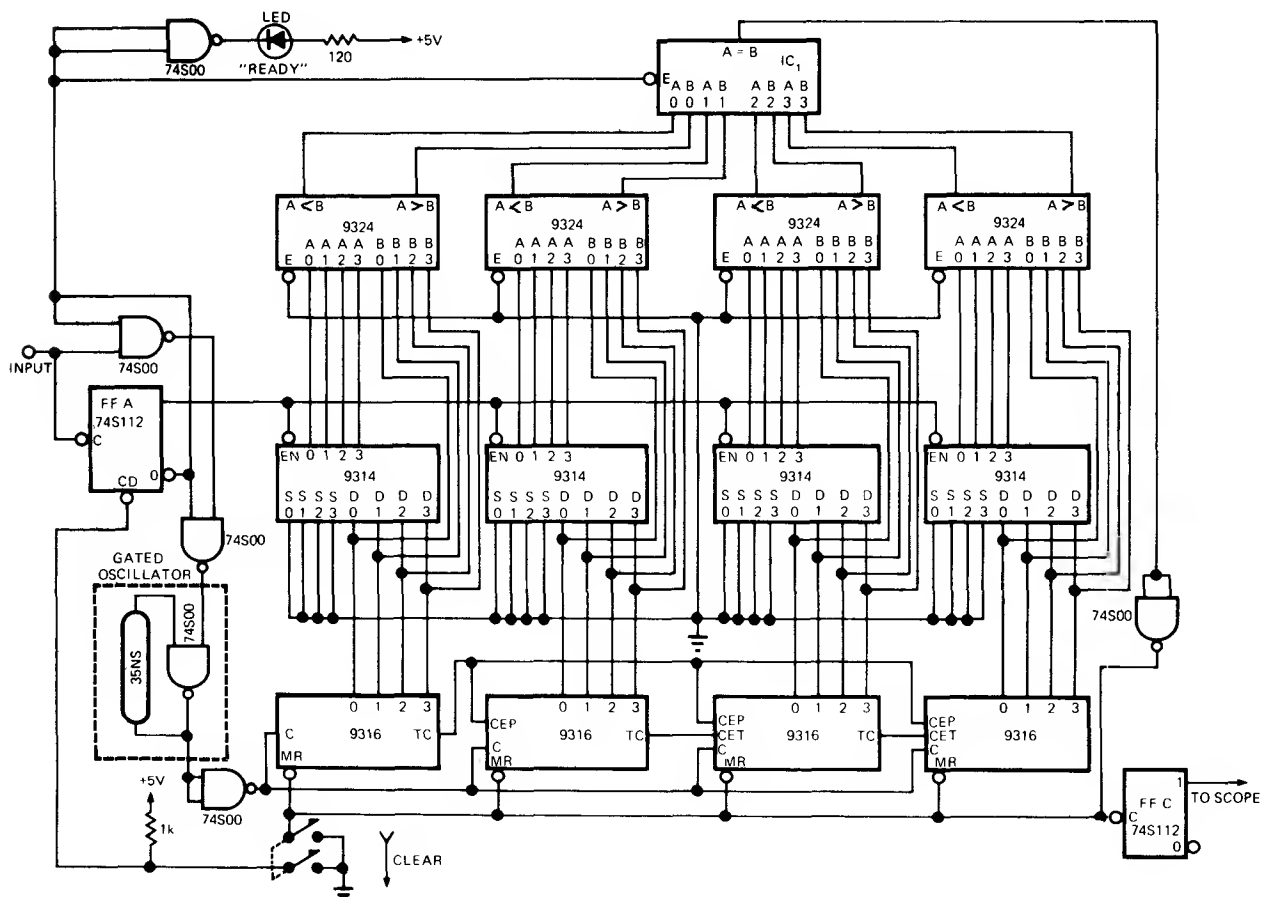 LED
+5V
74S00
"READY"
120
A = B
IC1
E
A B A B A B A B
0 0 1 1 2 2 3 3
A < B A > B
9324
A A A A B B B B
E 0 1 2 3 0 1 2 3
A < B A > B
9324
A A A A B B B B
E 0 1 2 3 0 1 2 3
A < B A > B
9324
A A A A B B B B
E 0 1 2 3 0 1 2 3
A < B A > B
9324
A A A A B B B B
E 0 1 2 3 0 1 2 3
INPUT
74S00
FF A
74S112
C
0
CD
EN 0 1 2 3
9314
S S S S D D D D
0 1 2 3 0 1 2 3
EN 0 1 2 3
9314
S S S S D D D D
0 1 2 3 0 1 2 3
EN 0 1 2 3
9314
S S S S D D D D
0 1 2 3 0 1 2 3
EN 0 1 2 3
9314
S S S S D D D D
0 1 2 3 0 1 2 3
74S00
GATED
OSCILLATOR
74S00
35NS
74S00
0 1 2 3
C 9316 TC
MR
0 1 2 3
CEP
9316 TC
C
MR
0 1 2 3
CEP
CET 9316 TC
C
MR
0 1 2 3
CEP
CET 9316
C
MR
+5V
1k
74S00
CLEAR
1
TO SCOPE
FF C
C
74S112
0